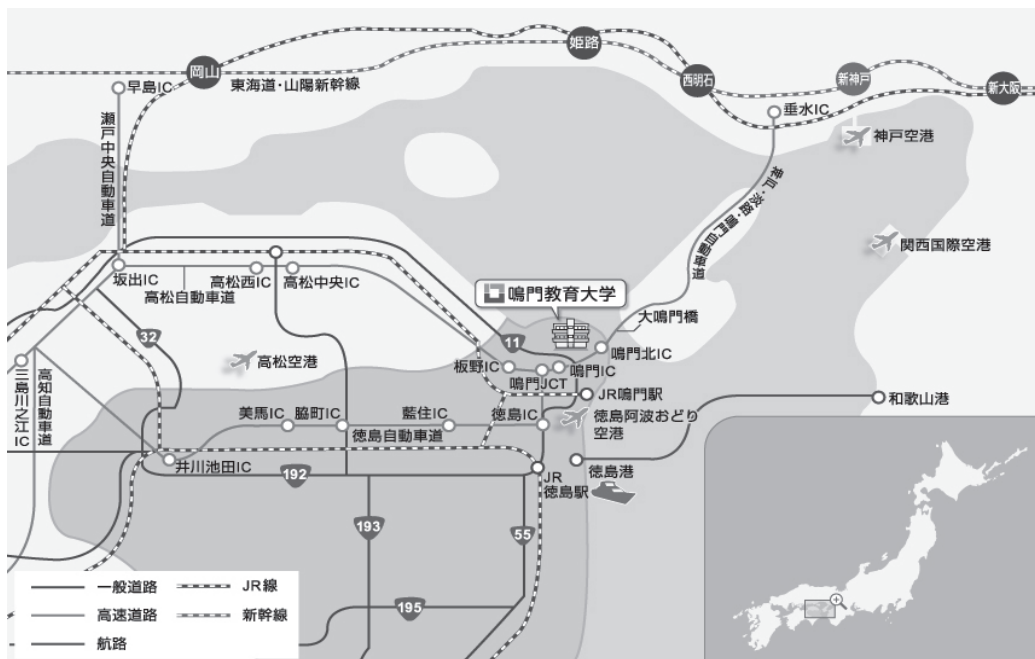 姫路
岡山
東海道・山陽新幹線
西明石
新神戸
新大阪
早島IC
垂水IC
神戸空港
瀬戸中央自動車道
神戸・淡路・鳴門自動車道
関西国際空港
坂出IC
高松西IC
高松中央IC
高松自動車道
鳴門教育大学
大鳴門橋
32
11
鳴門北IC
高松空港
板野IC
鳴門IC
鳴門JCT
三島川之江IC
高知自動車道
JR鳴門駅
和歌山港
美馬IC
脇町IC
藍住IC
徳島IC
徳島阿波おどり
空港
徳島自動車道
井川池田IC
192
徳島港
JR
徳島駅
193
55
195
一般道路
JR線
高速道路
新幹線
航路